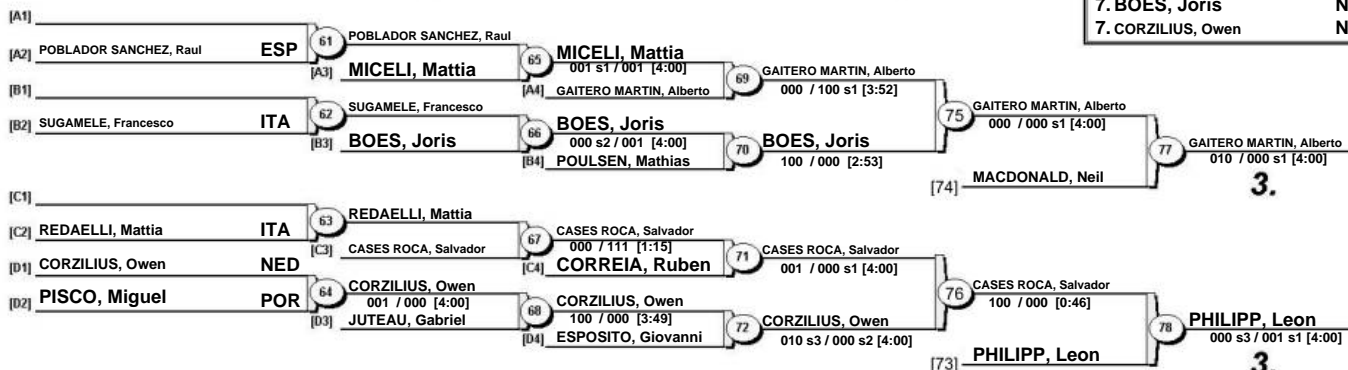 7. BOES, Joris N
7. CORZILIUS, Owen N
[A1]
[A2] POBLADOR SANCHEZ, Raul ESP
61 POBLADOR SANCHEZ, Raul
[A3] MICELI, Mattia
65 MICELI, Mattia
001 s1 / 001 [4:00]
[A4] GAITERO MARTIN, Alberto
69 GAITERO MARTIN, Alberto
000 / 100 s1 [3:52]
[B1]
[B2] SUGAMELE, Francesco ITA
62 SUGAMELE, Francesco
[B3] BOES, Joris
66 BOES, Joris
000 s2 / 001 [4:00]
[B4] POULSEN, Mathias
70 BOES, Joris
100 / 000 [2:53]
75 GAITERO MARTIN, Alberto
000 / 000 s1 [4:00]
[74] MACDONALD, Neil
77 GAITERO MARTIN, Alberto
010 / 000 s1 [4:00]
3.
[C1]
[C2] REDAELLI, Mattia ITA
63 REDAELLI, Mattia
[C3] CASES ROCA, Salvador
67 CASES ROCA, Salvador
000 / 111 [1:15]
[C4] CORREIA, Ruben
71 CASES ROCA, Salvador
001 / 000 s1 [4:00]
[D1] CORZILIUS, Owen NED
[D2] PISCO, Miguel POR
64 CORZILIUS, Owen
001 / 000 [4:00]
[D3] JUTEAU, Gabriel
68 CORZILIUS, Owen
100 / 000 [3:49]
[D4] ESPOSITO, Giovanni
72 CORZILIUS, Owen
010 s3 / 000 s2 [4:00]
76 CASES ROCA, Salvador
100 / 000 [0:46]
[73] PHILIPP, Leon
78 PHILIPP, Leon
000 s3 / 001 s1 [4:00]
3.